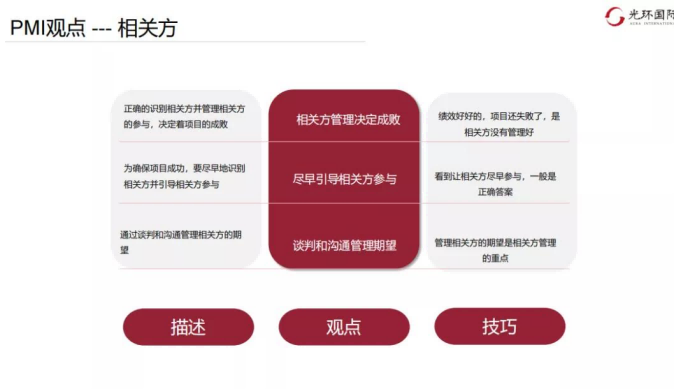 PMI观点 --- 相关方
光环国际
AURA INTERNATIONAL
正确的识别相关方并管理相关方
的参与，决定着项目的成败
相关方管理决定成败
绩效好好的，项目还失败了，是
相关方没有管理好
为确保项目成功，要尽早地识别
相关方并引导相关方参与
尽早引导相关方参与
看到让相关方尽早参与，一般是
正确答案
通过谈判和沟通管理相关方的期
望
谈判和沟通管理期望
管理相关方的期望是相关方管理
的重点
描述
观点
技巧